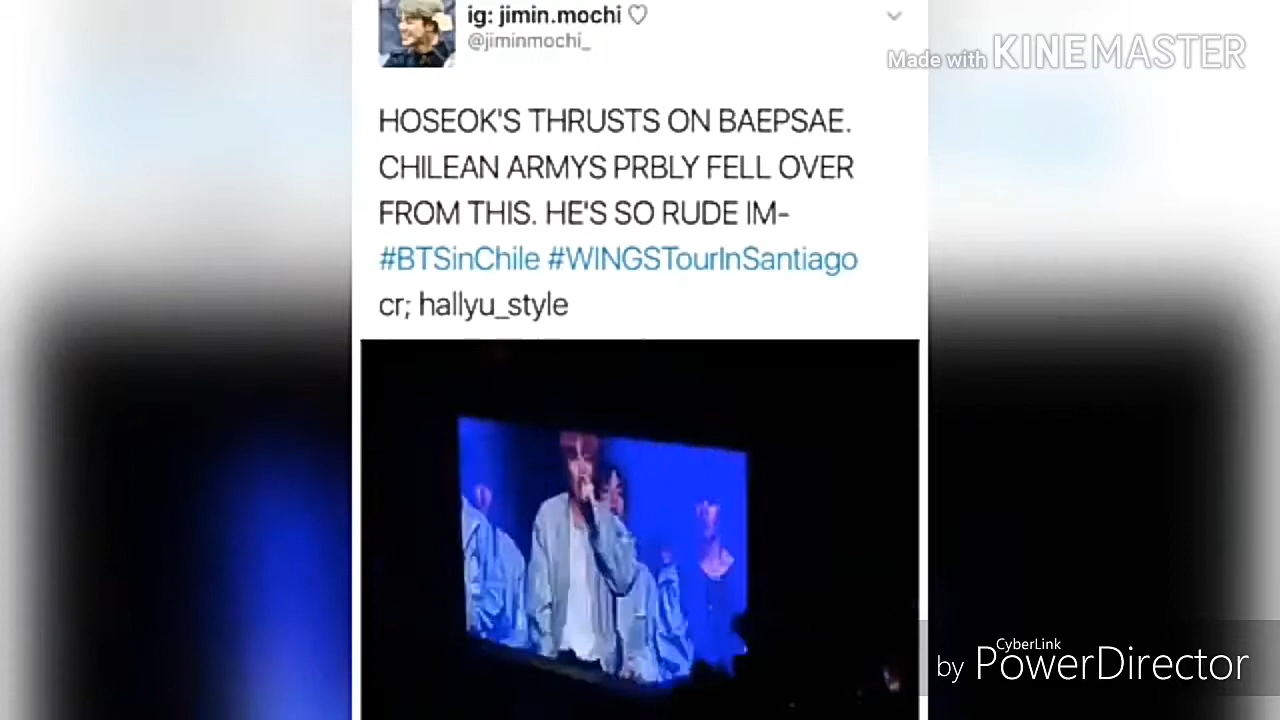 ig: jimin.mochi ♡
@jiminmochi_
Made with KINEMASTER
HOSEOK'S THRUSTS ON BAEPSAE.
CHILEAN ARMYS PRBLY FELL OVER
FROM THIS. HE'S SO RUDE IM-
#BTSinChile #WINGSTourInSantiago
cr; hallyu_style
CyberLink
by PowerDirector